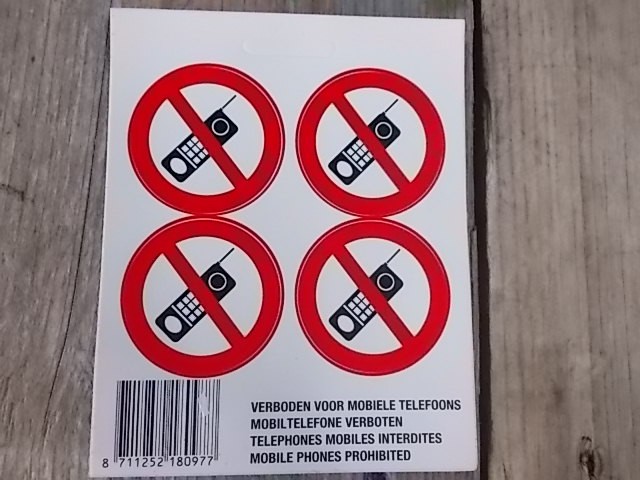 VERBODEN VOOR MOBIELE TELEFOONS
MOBILTELEFONE VERBOTEN
TELEPHONES MOBILES INTERDITES
MOBILE PHONES PROHIBITED
8 711252 180977